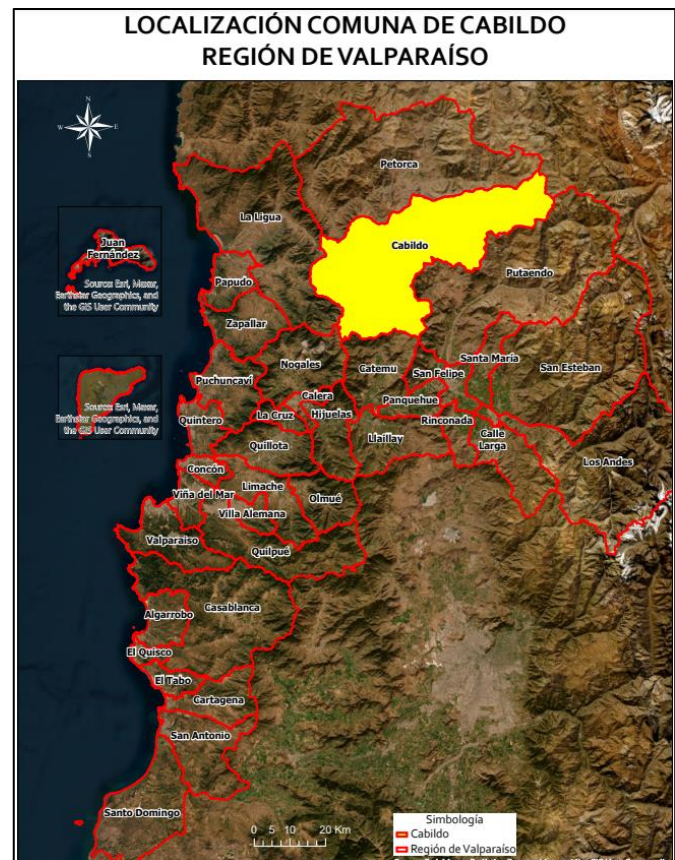 LOCALIZACIÓN COMUNA DE CABILDO
REGIÓN DE VALPARAÍSO
N
W
E
S
Petorca
La Ligua
Cabildo
Juan
Fernández
Source: Esri, Maxar,
Earthstar Geographics, and
the GIS User Community
Putaendo
Papudo
Zapallar
Nogales
Catemu
San Felipe
Santa María
San Esteban
Puchuncaví
Calera
Panquehue
Source: Esri, Maxar,
Earthstar Geographics, and
the GIS User Community
Quintero
La Cruz
Hijuelas
Rinconada
Quillota
Llaillay
Calle
Larga
Los Andes
Concón
Limache
Olmué
Viña del Mar
Villa Alemana
Valparaíso
Quilpué
Casablanca
Algarrobo
El Quisco
El Tabo
Cartagena
San Antonio
Santo Domingo
0 5 10 20 Km
Simbología
Cabildo
Región de Valparaíso